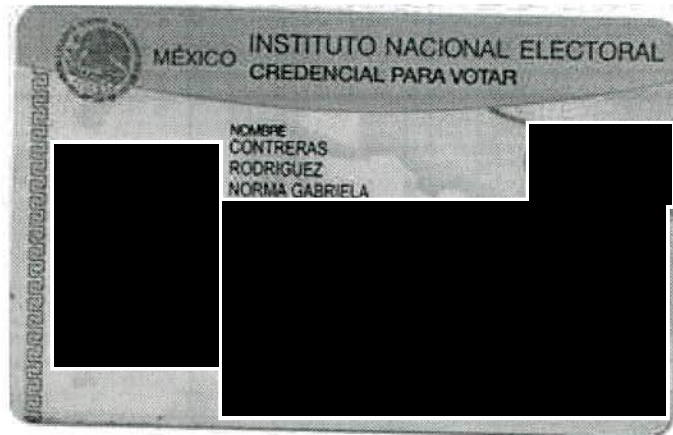 MÉXICO INSTITUTO NACIONAL ELECTORAL
CREDENCIAL PARA VOTAR
NOMBRE
CONTRERAS
RODRIGUEZ
NORMA GABRIELA